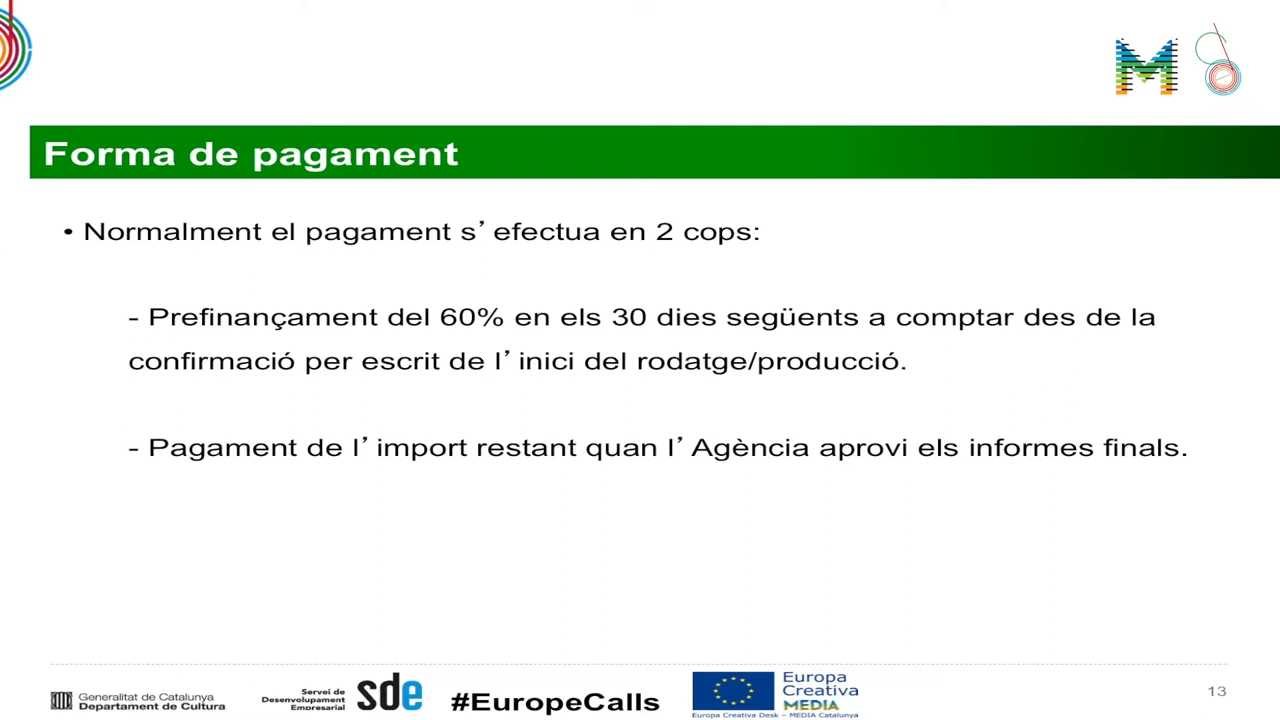 M
Forma de pagament
• Normalment el pagament s’efectua en 2 cops:
- Prefinançament del 60% en els 30 dies següents a comptar des de la
confirmació per escrit de l’inici del rodatge/producció.
- Pagament de l’import restant quan l’Agència aprovi els informes finals.
Generalitat de Catalunya
Departament de Cultura
Servei de
Desenvolupament
Empresarial
sde
#EuropeCalls
Europa
Creativa
MEDIA
Europa Creativa Desk – MEDIA Catalunya
13